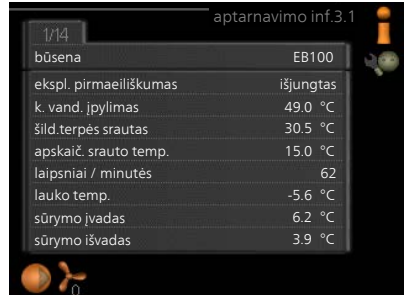 aptarnavimo inf.3.1
1/14
būsena EB100
ekspl. pirmaeiliškumas išjungtas
k. vand. įpylimas 49.0 °C
šild.terpės srautas 30.5 °C
apskaič. srauto temp. 15.0 °C
laipsniai / minutės 62
lauko temp. -5.6 °C
sūrymo įvadas 6.2 °C
sūrymo išvadas 3.9 °C
0